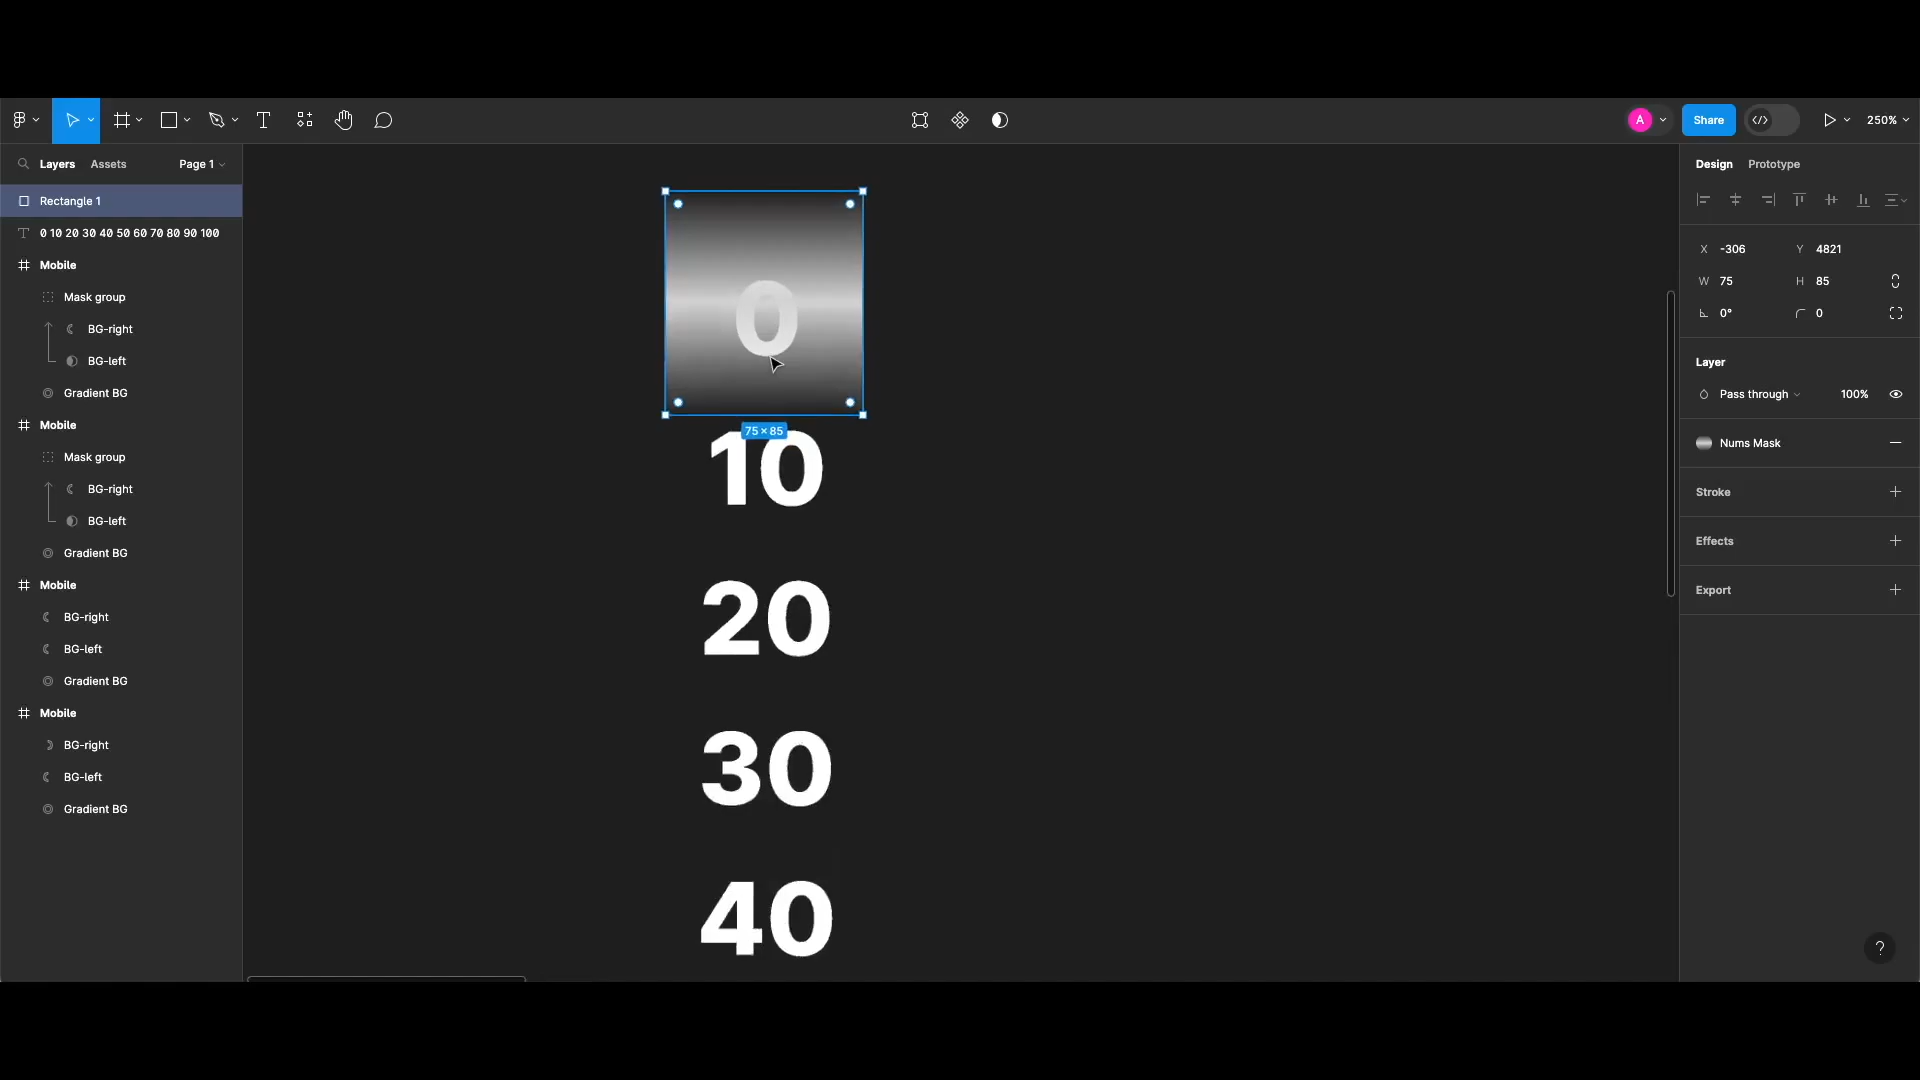 A
Share
250%
Layers
Assets
Page 1
Design
Prototype
Rectangle 1
0 10 20 30 40 50 60 70 80 90 100
Mobile
Mask group
BG-right
BG-left
Gradient BG
Mobile
Mask group
BG-right
BG-left
Gradient BG
Mobile
BG-right
BG-left
Gradient BG
Mobile
BG-right
BG-left
Gradient BG
0
75 × 85
10
20
30
40
X -306 Y 4821
W 75 H 85
0° 0
Layer
Pass through 100%
Nums Mask
Stroke
Effects
Export
?